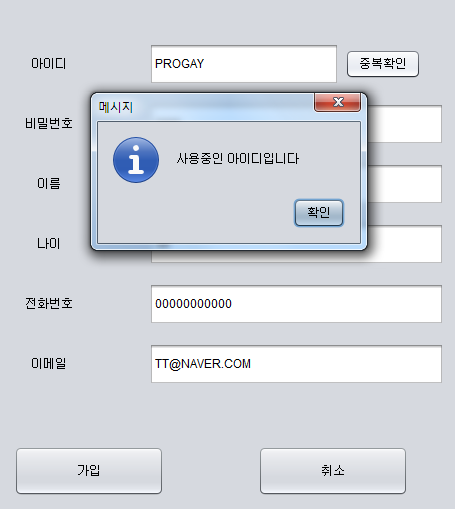 아이디
PROGAY
중복확인
메시지
비밀번호
사용중인 아이디입니다
이름
확인
나이
전화번호
00000000000
이메일
TT@NAVER.COM
가입
취소